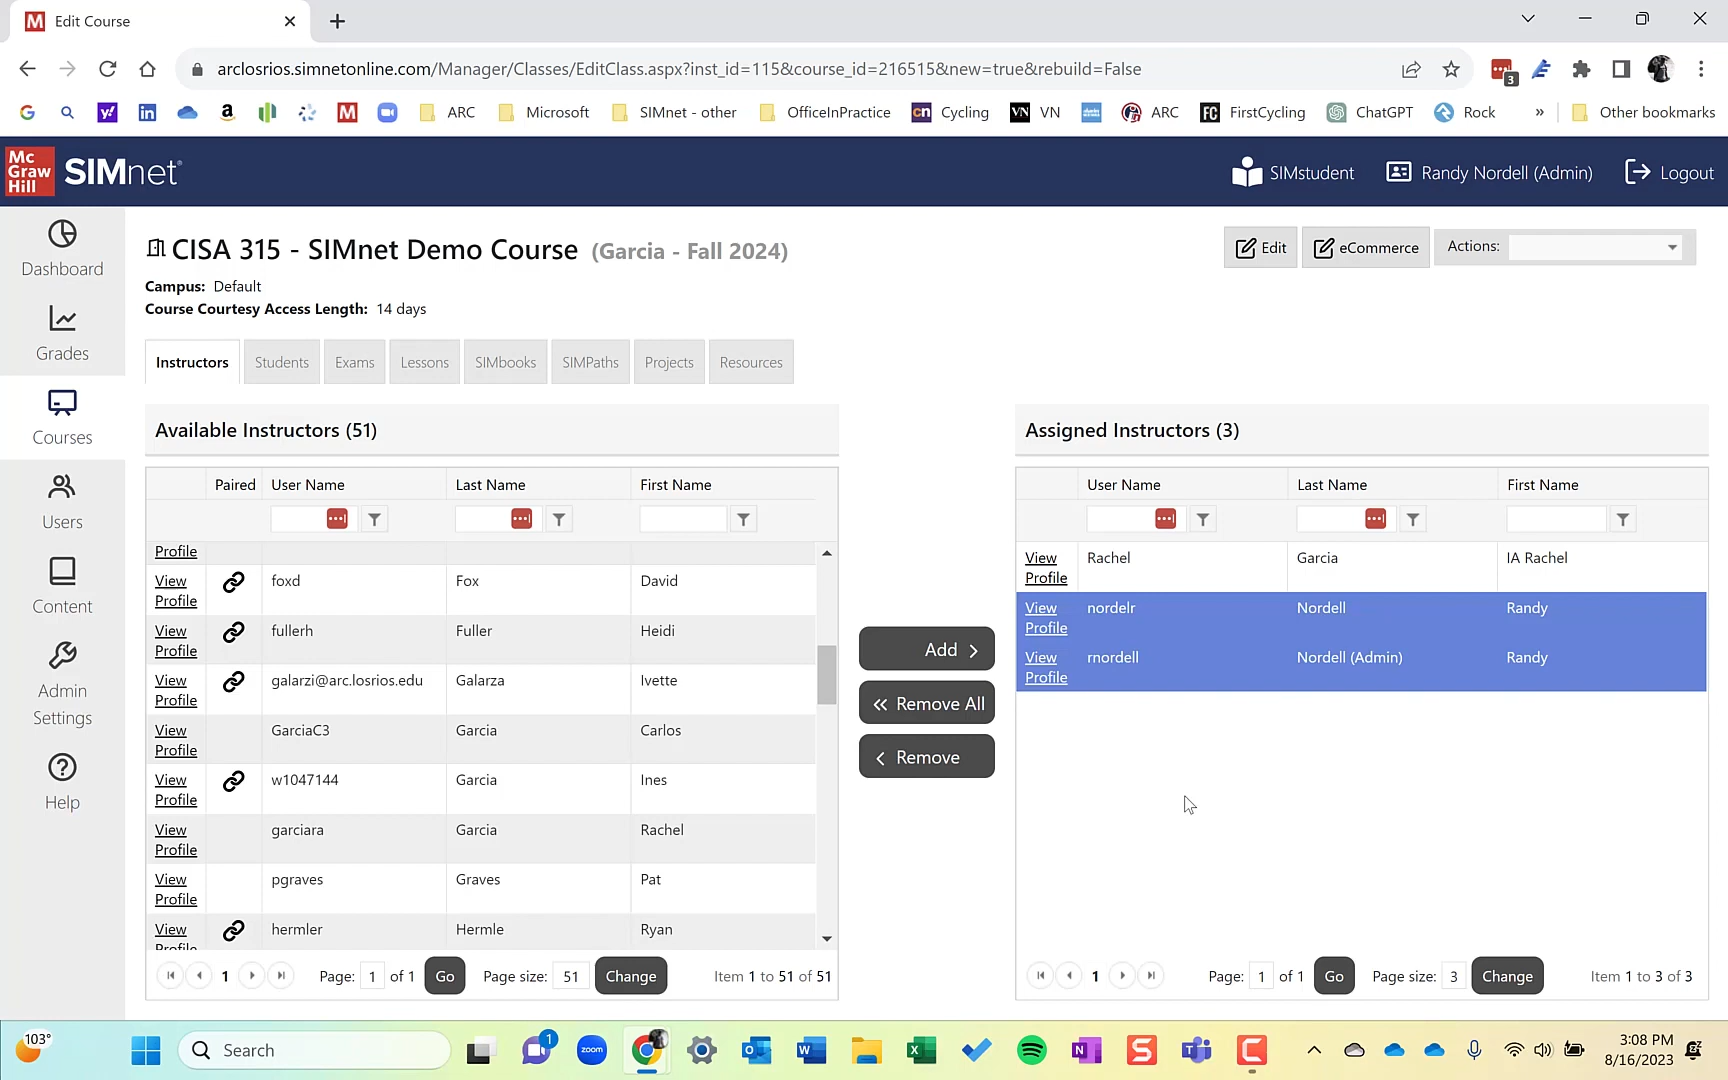 Edit Course
arclosrios.simnetonline.com/Manager/Classes/EditClass.aspx?inst_id=115&course_id=216515&new=true&rebuild=False
3
ARC Microsoft SIMnet - other OfficeInPractice Cycling VN ARC FirstCycling ChatGPT Rock » Other bookmarks
Mc Graw Hill SIMnet
SIMstudent Randy Nordell (Admin) Logout
Dashboard
Grades
Courses
Users
Content
Admin Settings
Help
CISA 315 - SIMnet Demo Course (Garcia - Fall 2024)
Edit eCommerce Actions:
Campus: Default
Course Courtesy Access Length: 14 days
Instructors Students Exams Lessons SIMbooks SIMPaths Projects Resources
Available Instructors (51)
Paired User Name Last Name First Name
Profile
View Profile foxd Fox David
View Profile fullerh Fuller Heidi
View Profile galarzi@arc.losrios.edu Galarza Ivette
View Profile GarciaC3 Garcia Carlos
View Profile w1047144 Garcia Ines
View Profile garciara Garcia Rachel
View Profile pgraves Graves Pat
View Profile hermler Hermle Ryan
1 Page: 1 of 1 Go Page size: 51 Change Item 1 to 51 of 51
Add
Remove All
Remove
Assigned Instructors (3)
User Name Last Name First Name
View Profile Rachel Garcia IA Rachel
View Profile nordelr Nordell Randy
View Profile rnordell Nordell (Admin) Randy
1 Page: 1 of 1 Go Page size: 3 Change Item 1 to 3 of 3
103°
Search
1
zoom
3:08 PM
8/16/2023